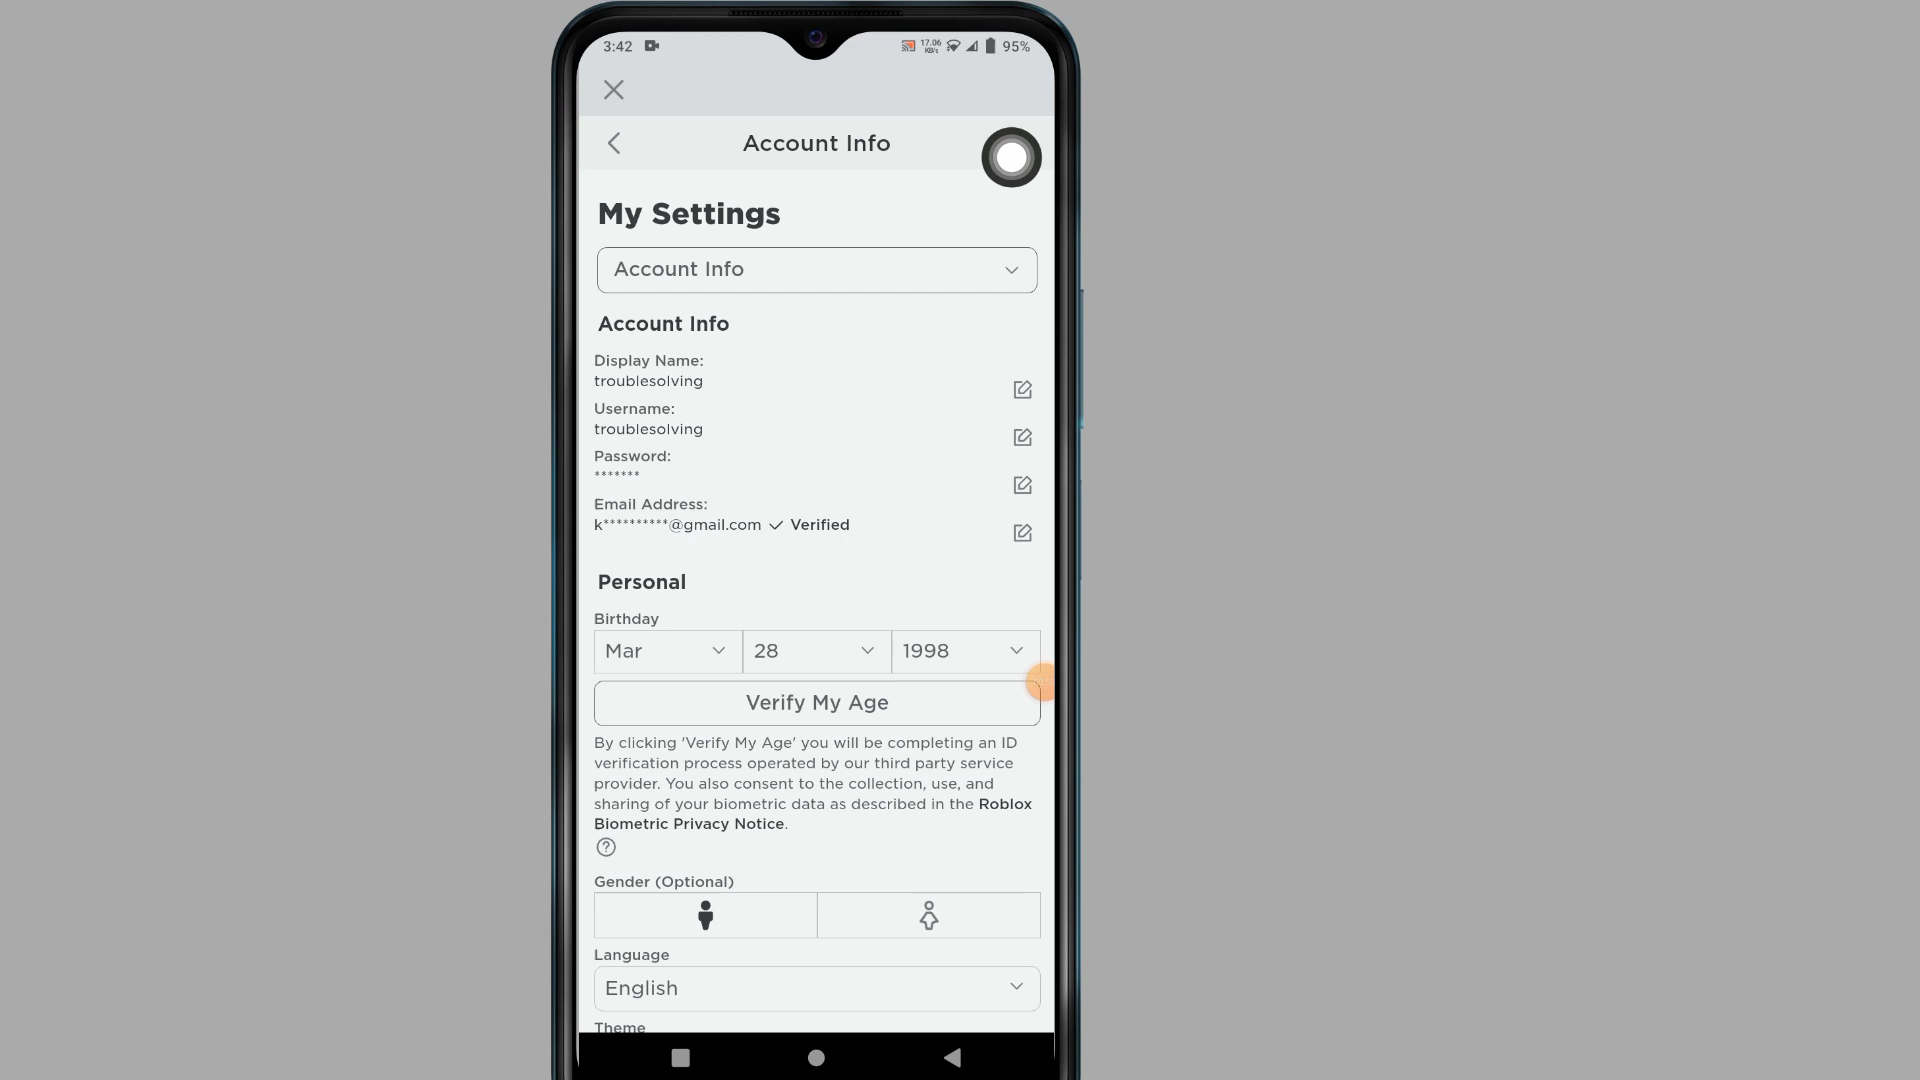 3:42 17.06 KB/s 95%
Account Info
My Settings
Account Info
Account Info
Display Name:
troublesolving
Username:
troublesolving
Password:
*******
Email Address:
k**********@gmail.com Verified
Personal
Birthday
Mar 28 1998
Verify My Age
By clicking 'Verify My Age' you will be completing an ID
verification process operated by our third party service
provider. You also consent to the collection, use, and
sharing of your biometric data as described in the Roblox
Biometric Privacy Notice.
Gender (Optional)
Language
English
Theme